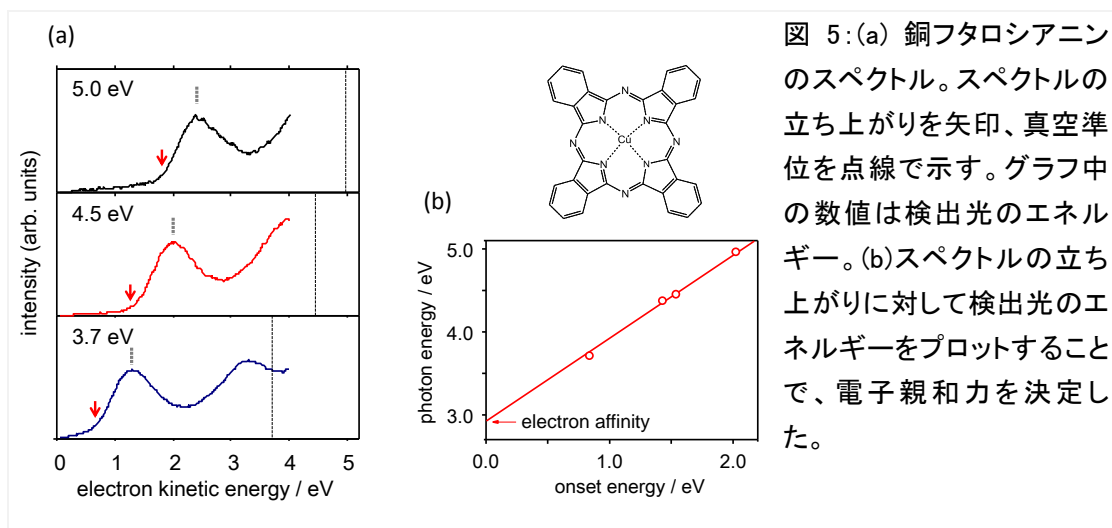 (a)
5.0 eV
4.5 eV
3.7 eV
intensity (arb. units)
0 1 2 3 4 5
electron kinetic energy / eV
N
N
N
N
Cu
N
N
N
N
(b)
5.0
4.0
3.0
photon energy / eV
electron affinity
0.0 1.0 2.0
onset energy / eV
図 5:(a) 銅フタロシアニン
のスペクトル。スペクトルの
立ち上がりを矢印、真空準
位を点線で示す。グラフ中
の数値は検出光のエネル
ギー。(b)スペクトルの立ち
上がりに対して検出光のエ
ネルギーをプロットすること
で、電子親和力を決定し
た。